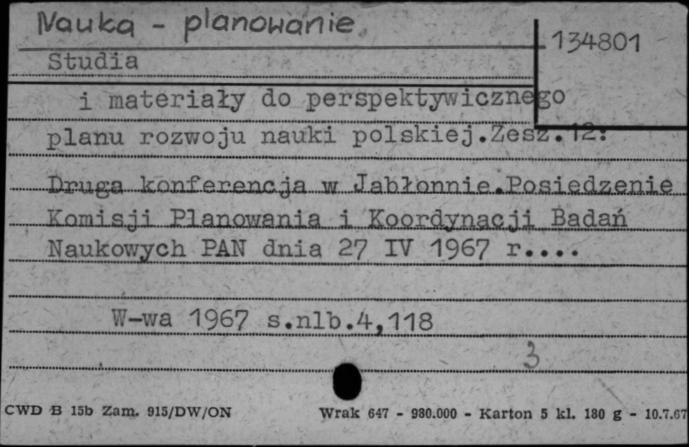 Nauka - planowanie
134801
Studia
i materiały do perspektywicznego
planu rozwoju nauki polskiej.Zesz.12:
Druga konferencja w Jabłonnie.Posiedzenie
Komisji Planowania i Koordynacji Badań
Naukowych PAN dnia 27 IV 1967 r....
W-wa 1967 s.nlb.4,118
3
CWD B 15b Zam. 915/DW/ON Wrak 647 - 980.000 - Karton 5 kl. 180 g - 10.7.67